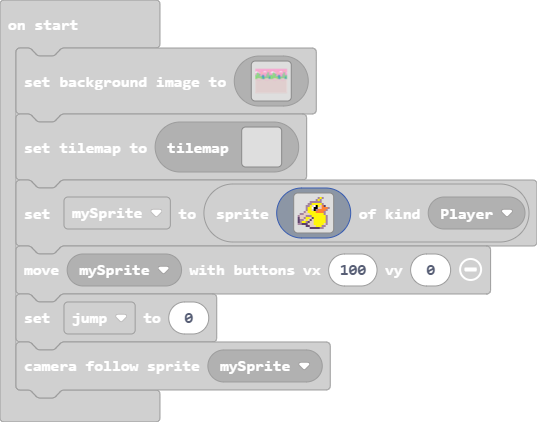 on start
set background image to
set tilemap to tilemap
set mySprite to sprite of kind Player
move mySprite with buttons vx 100 vy 0
set jump to 0
camera follow sprite mySprite